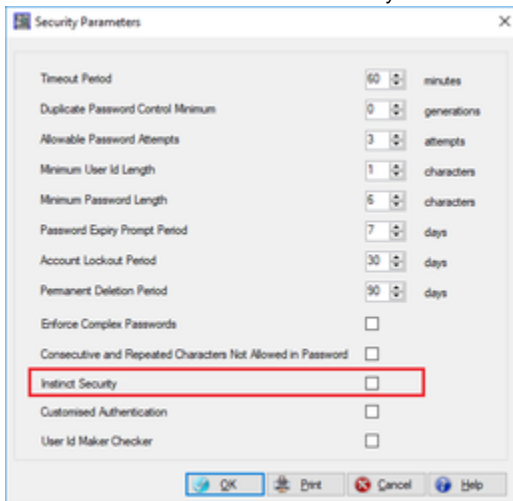 Security Parameters
Timeout Period 60 minutes
Duplicate Password Control Minimum 0 generations
Allowable Password Attempts 3 attempts
Minimum User Id Length 1 characters
Minimum Password Length 6 characters
Password Expiry Prompt Period 7 days
Account Lockout Period 30 days
Permanent Deletion Period 90 days
Enforce Complex Passwords
Consecutive and Repeated Characters Not Allowed in Password
Instinct Security
Customised Authentication
User Id Maker Checker
OK Print Cancel Help